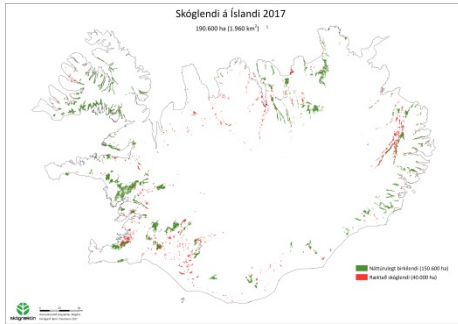 Skóglendi á Íslandi 2017
190.600 ha (1.960 km²)
Náttúrulegt birkilendi (150.600 ha)
Ræktað skóglendi (40.000 ha)
skógræktin